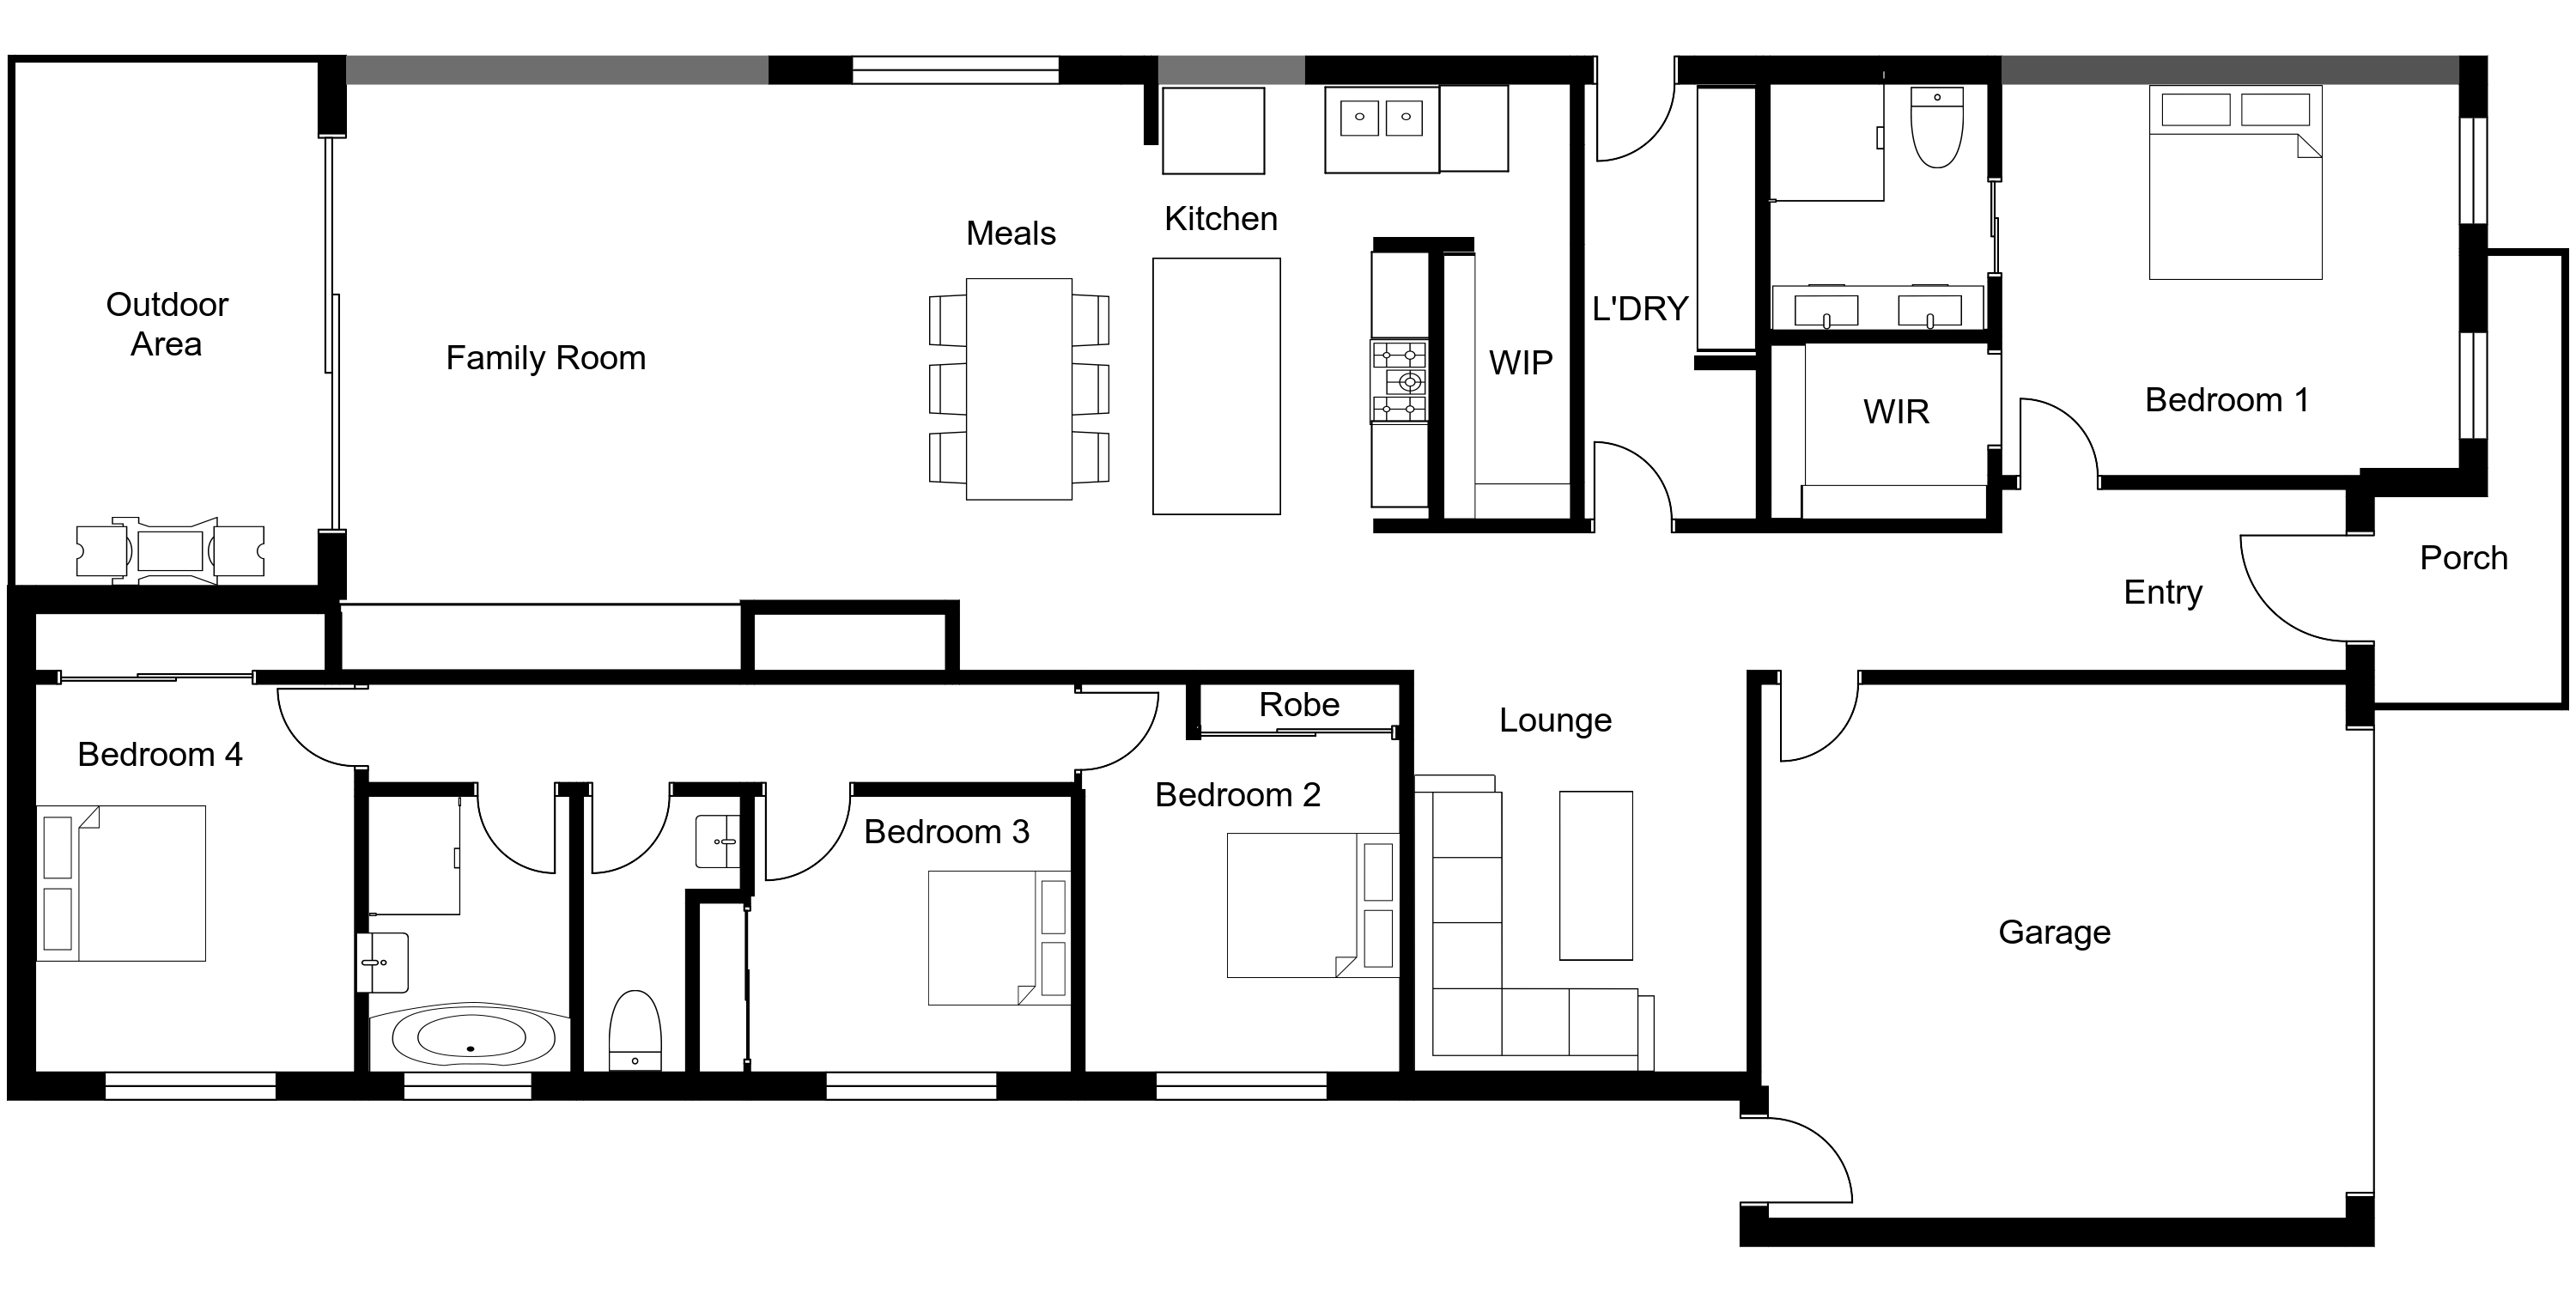 Outdoor
Area
Family Room
Meals
Kitchen
WIP
L'DRY
WIR
Bedroom 1
Porch
Entry
Bedroom 4
Bedroom 3
Bedroom 2
Robe
Lounge
Garage